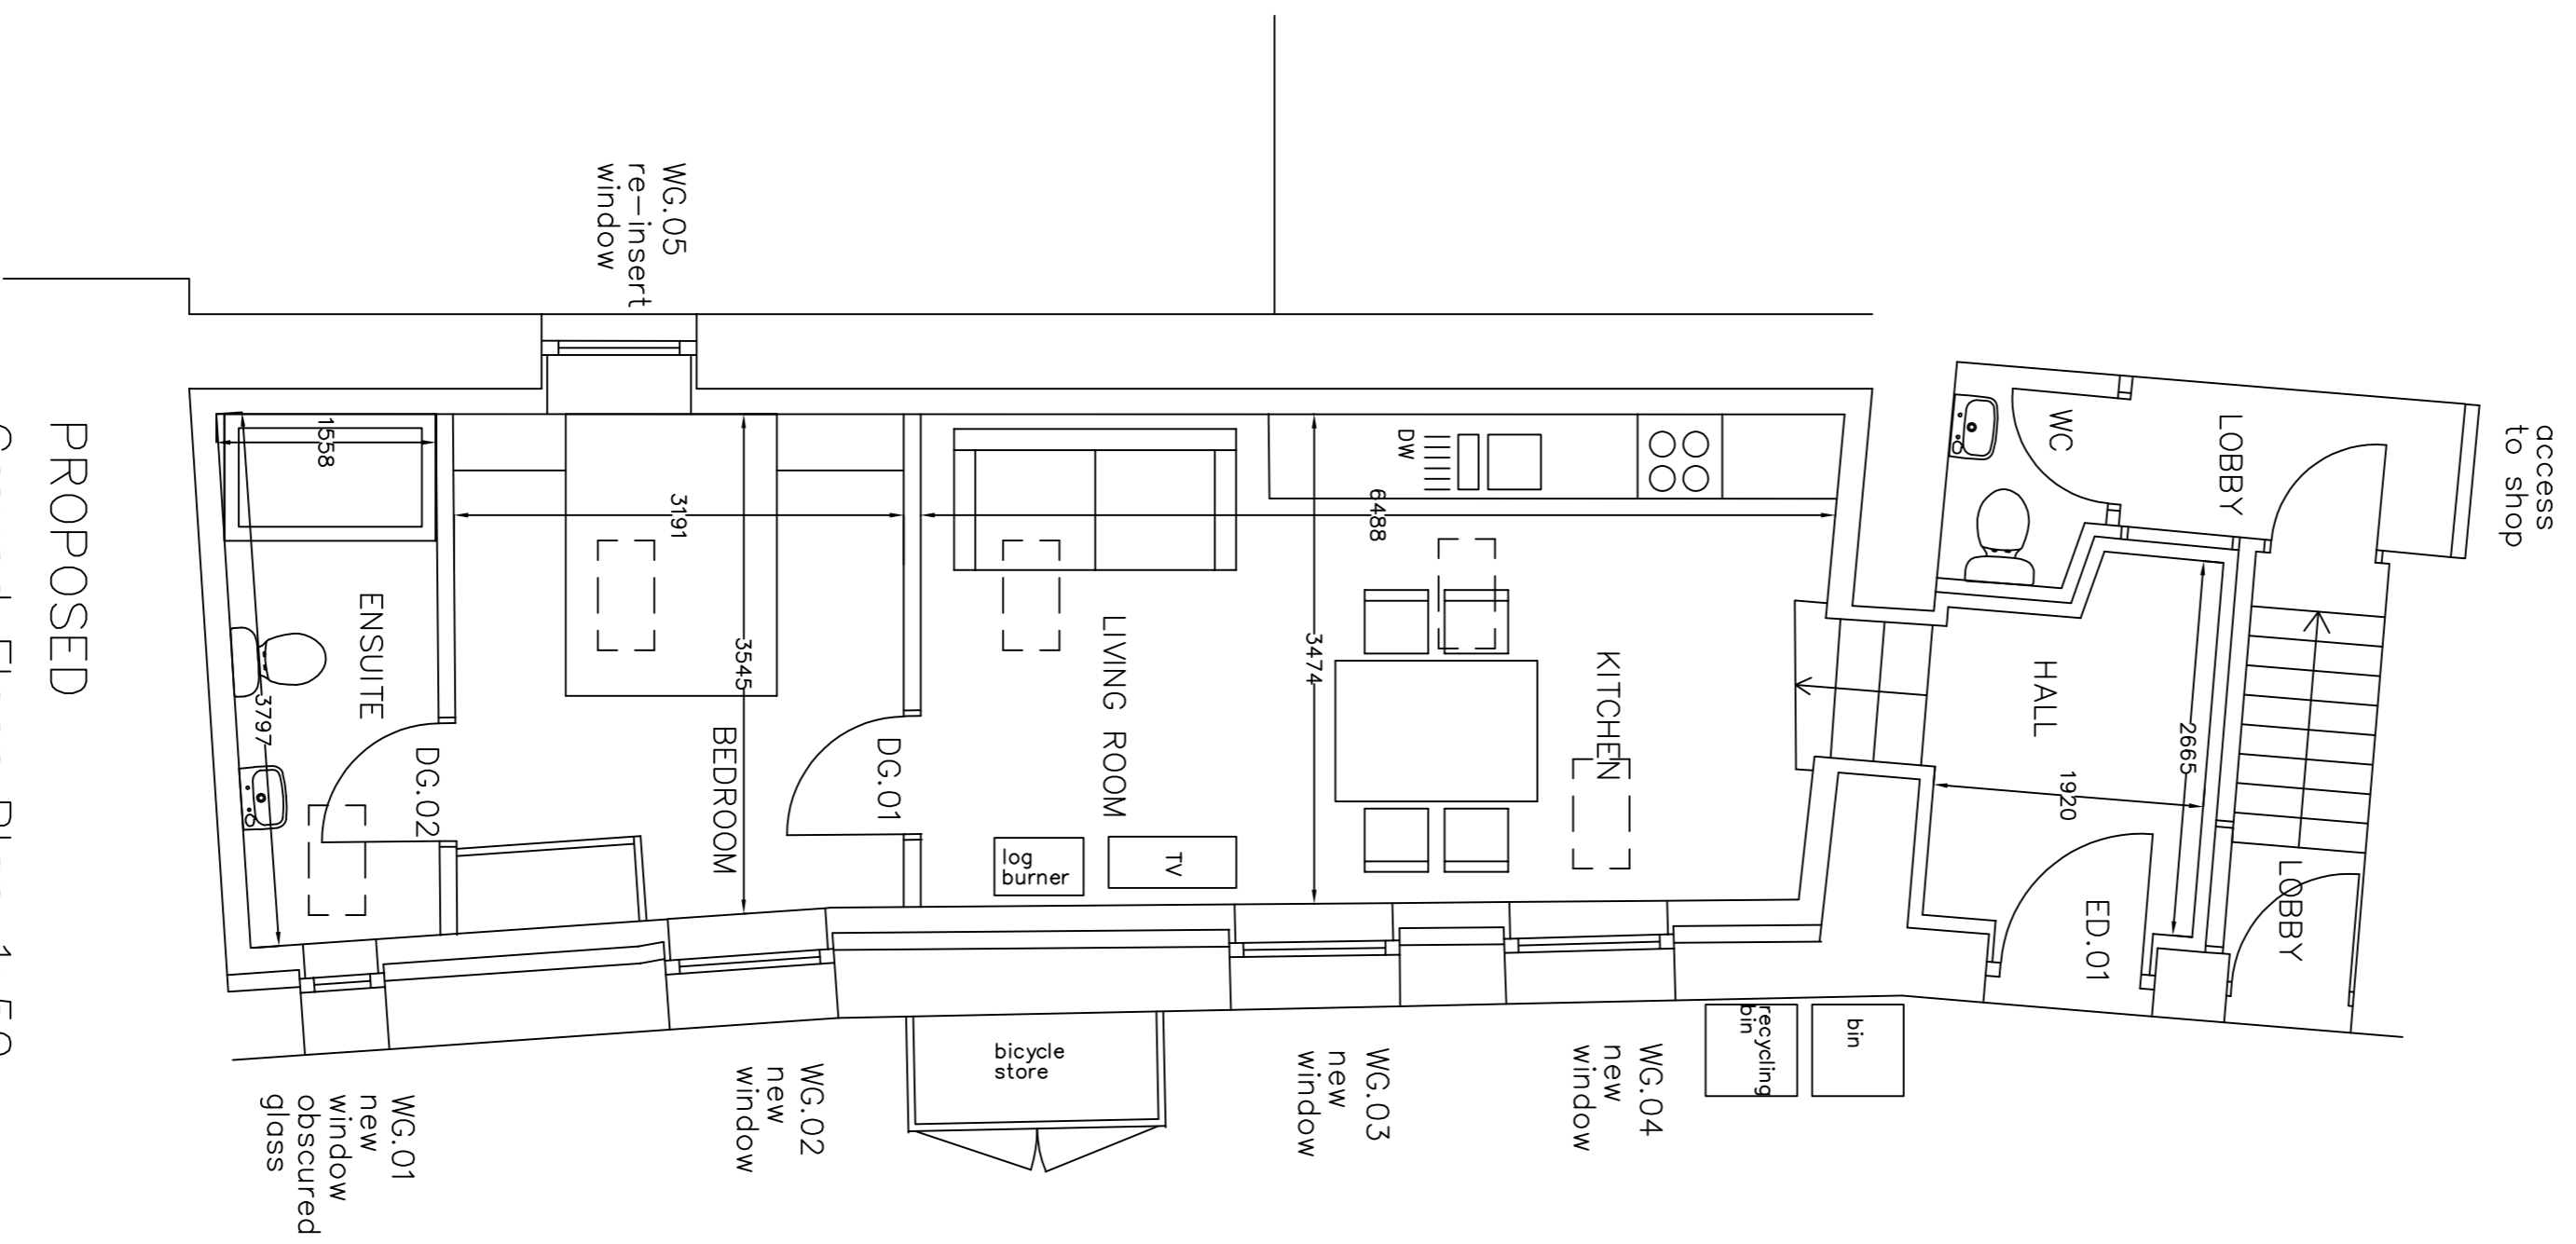 access
to shop
LOBBY
WC
HALL
2665
1920
LOBBY
ED.01
KITCHEN
DW
6488
3474
LIVING ROOM
TV
log
burner
DG.01
BEDROOM
3191
3545
DG.02
ENSUITE
1558
3797
WG.05
re-insert
window
bin
recycling
bin
WG.04
new
window
WG.03
new
window
bicycle
store
WG.02
new
window
WG.01
new
window
obscured
glass
PROPOSED